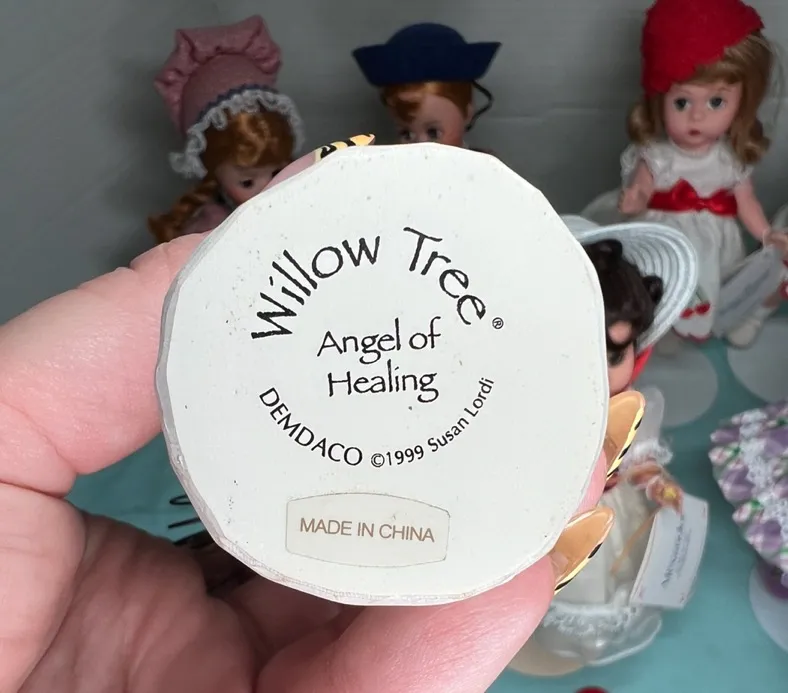 Willow Tree®
Angel of
Healing
DEMDACO ©1999 Susan Lordi
MADE IN CHINA